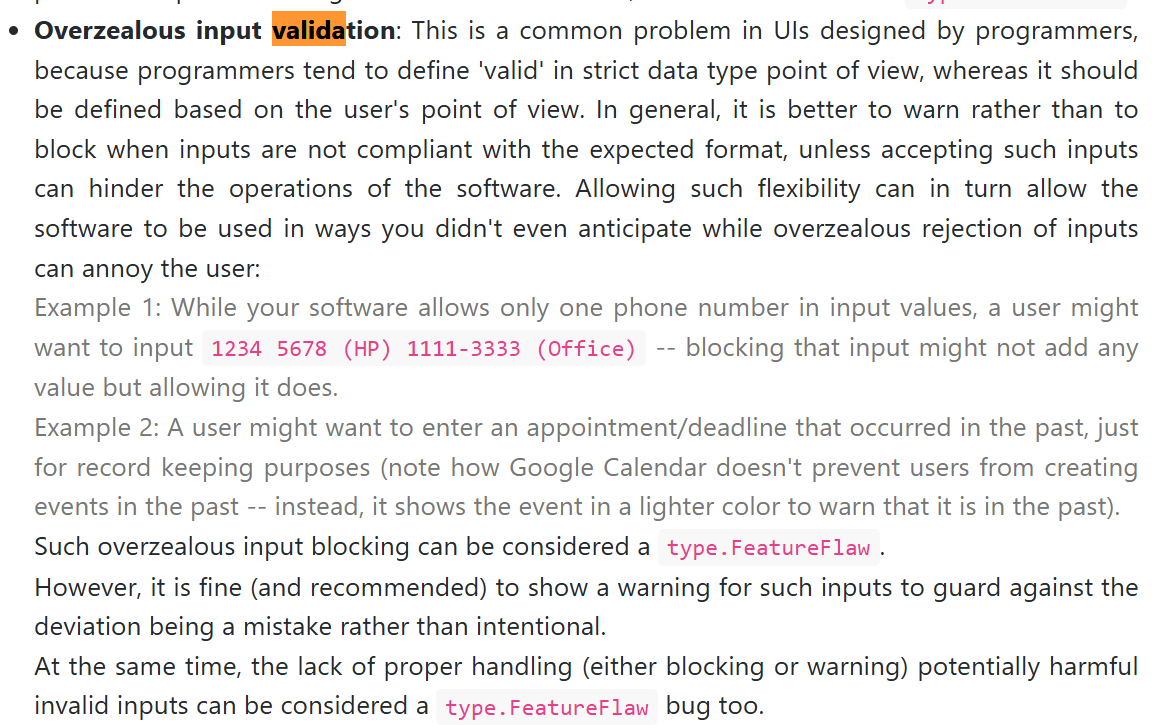 • Overzealous input validation: This is a common problem in UIs designed by programmers,
because programmers tend to define 'valid' in strict data type point of view, whereas it should
be defined based on the user's point of view. In general, it is better to warn rather than to
block when inputs are not compliant with the expected format, unless accepting such inputs
can hinder the operations of the software. Allowing such flexibility can in turn allow the
software to be used in ways you didn't even anticipate while overzealous rejection of inputs
can annoy the user:
Example 1: While your software allows only one phone number in input values, a user might
want to input 1234 5678 (HP) 1111-3333 (Office) -- blocking that input might not add any
value but allowing it does.
Example 2: A user might want to enter an appointment/deadline that occurred in the past, just
for record keeping purposes (note how Google Calendar doesn't prevent users from creating
events in the past -- instead, it shows the event in a lighter color to warn that it is in the past).
Such overzealous input blocking can be considered a type.FeatureFlaw.
However, it is fine (and recommended) to show a warning for such inputs to guard against the
deviation being a mistake rather than intentional.
At the same time, the lack of proper handling (either blocking or warning) potentially harmful
invalid inputs can be considered a type.FeatureFlaw bug too.